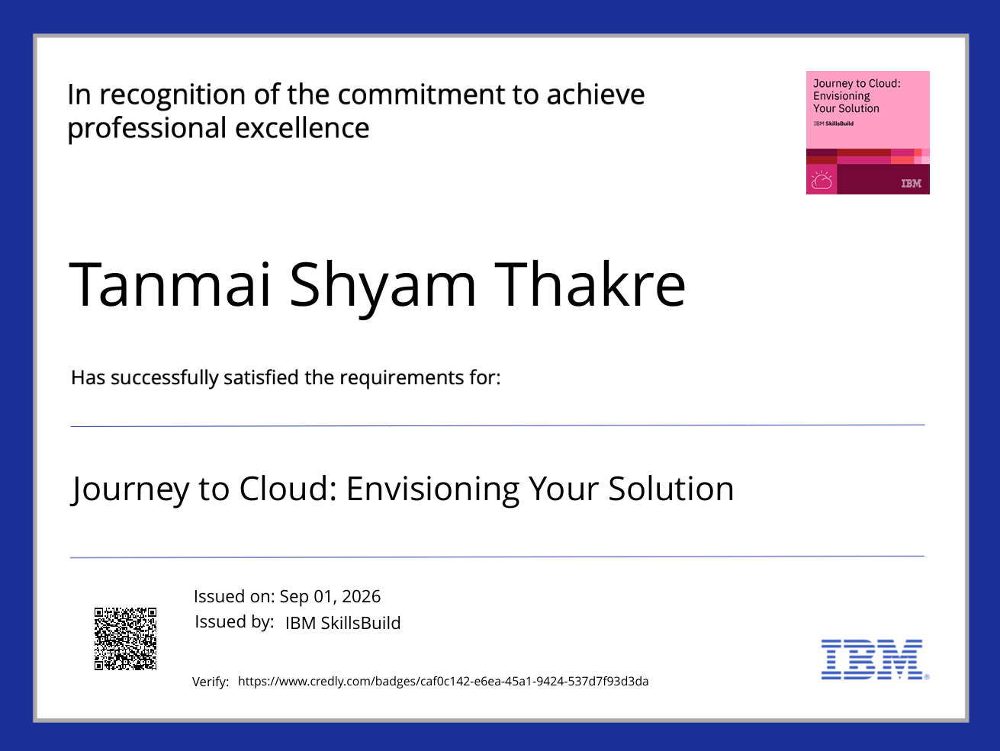 In recognition of the commitment to achieve
professional excellence
Journey to Cloud:
Envisioning
Your Solution
IBM SkillsBuild
IBM
Tanmai Shyam Thakre
Has successfully satisfied the requirements for:
Journey to Cloud: Envisioning Your Solution
Issued on: Sep 01, 2026
Issued by: IBM SkillsBuild
Verify: https://www.credly.com/badges/caf0c142-e6ea-45a1-9424-537d7f93d3da
IBM®